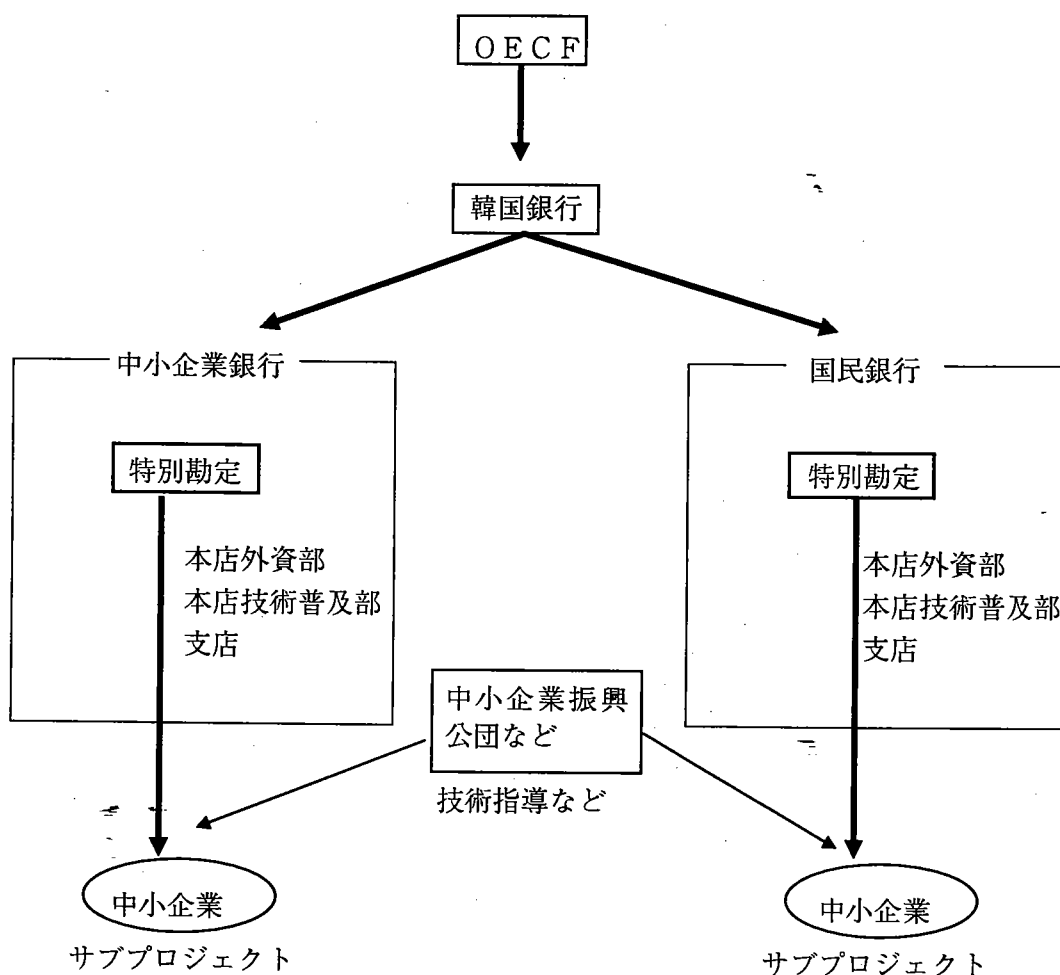 ＯＥＣＦ
韓国銀行
中小企業銀行
特別勘定
本店外資部
本店技術普及部
支店
国民銀行
特別勘定
本店外資部
本店技術普及部
支店
中小企業振興
公団など
技術指導など
中小企業
サブプロジェクト
中小企業
サブプロジェクト